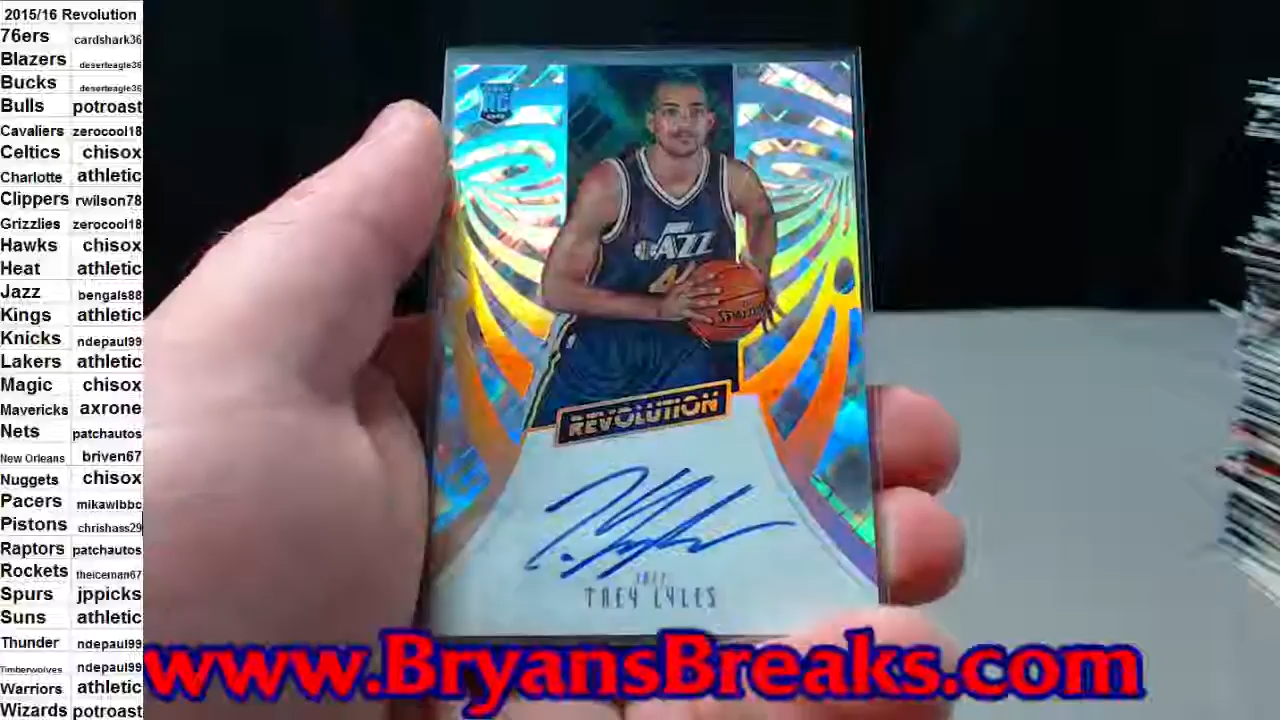 2015/16 Revolution
76ers cardshark36
Blazers deserteagle36
Bucks deserteagle36
Bulls potroast
Cavaliers zerocool18
Celtics chisox
Charlotte athletic
Clippers rwilson78
Grizzlies zerocool18
Hawks chisox
Heat athletic
Jazz bengals88
Kings athletic
Knicks ndepaul99
Lakers athletic
Magic chisox
Mavericks axrone
Nets patchautos
New Orleans briven67
Nuggets chisox
Pacers mikawlbbc
Pistons chrishass29
Raptors patchautos
Rockets theiceman67
Spurs jppicks
Suns athletic
Thunder ndepaul99
Timberwolves ndepaul99
Warriors athletic
Wizards potroast
RC
JAZZ
4
SPALDING
REVOLUTION
JAZZ
TREY LYLES
www.BryansBreaks.com